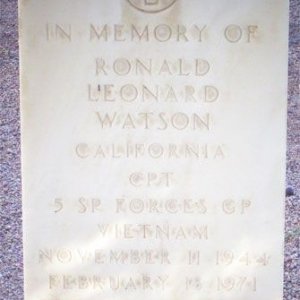 IN MEMORY OF
RONALD
LEONARD
WATSON
CALIFORNIA
CPT
5 SP FORCES GP
VIETNAM
NOVEMBER 11 1944
FEBRUARY 18 1971